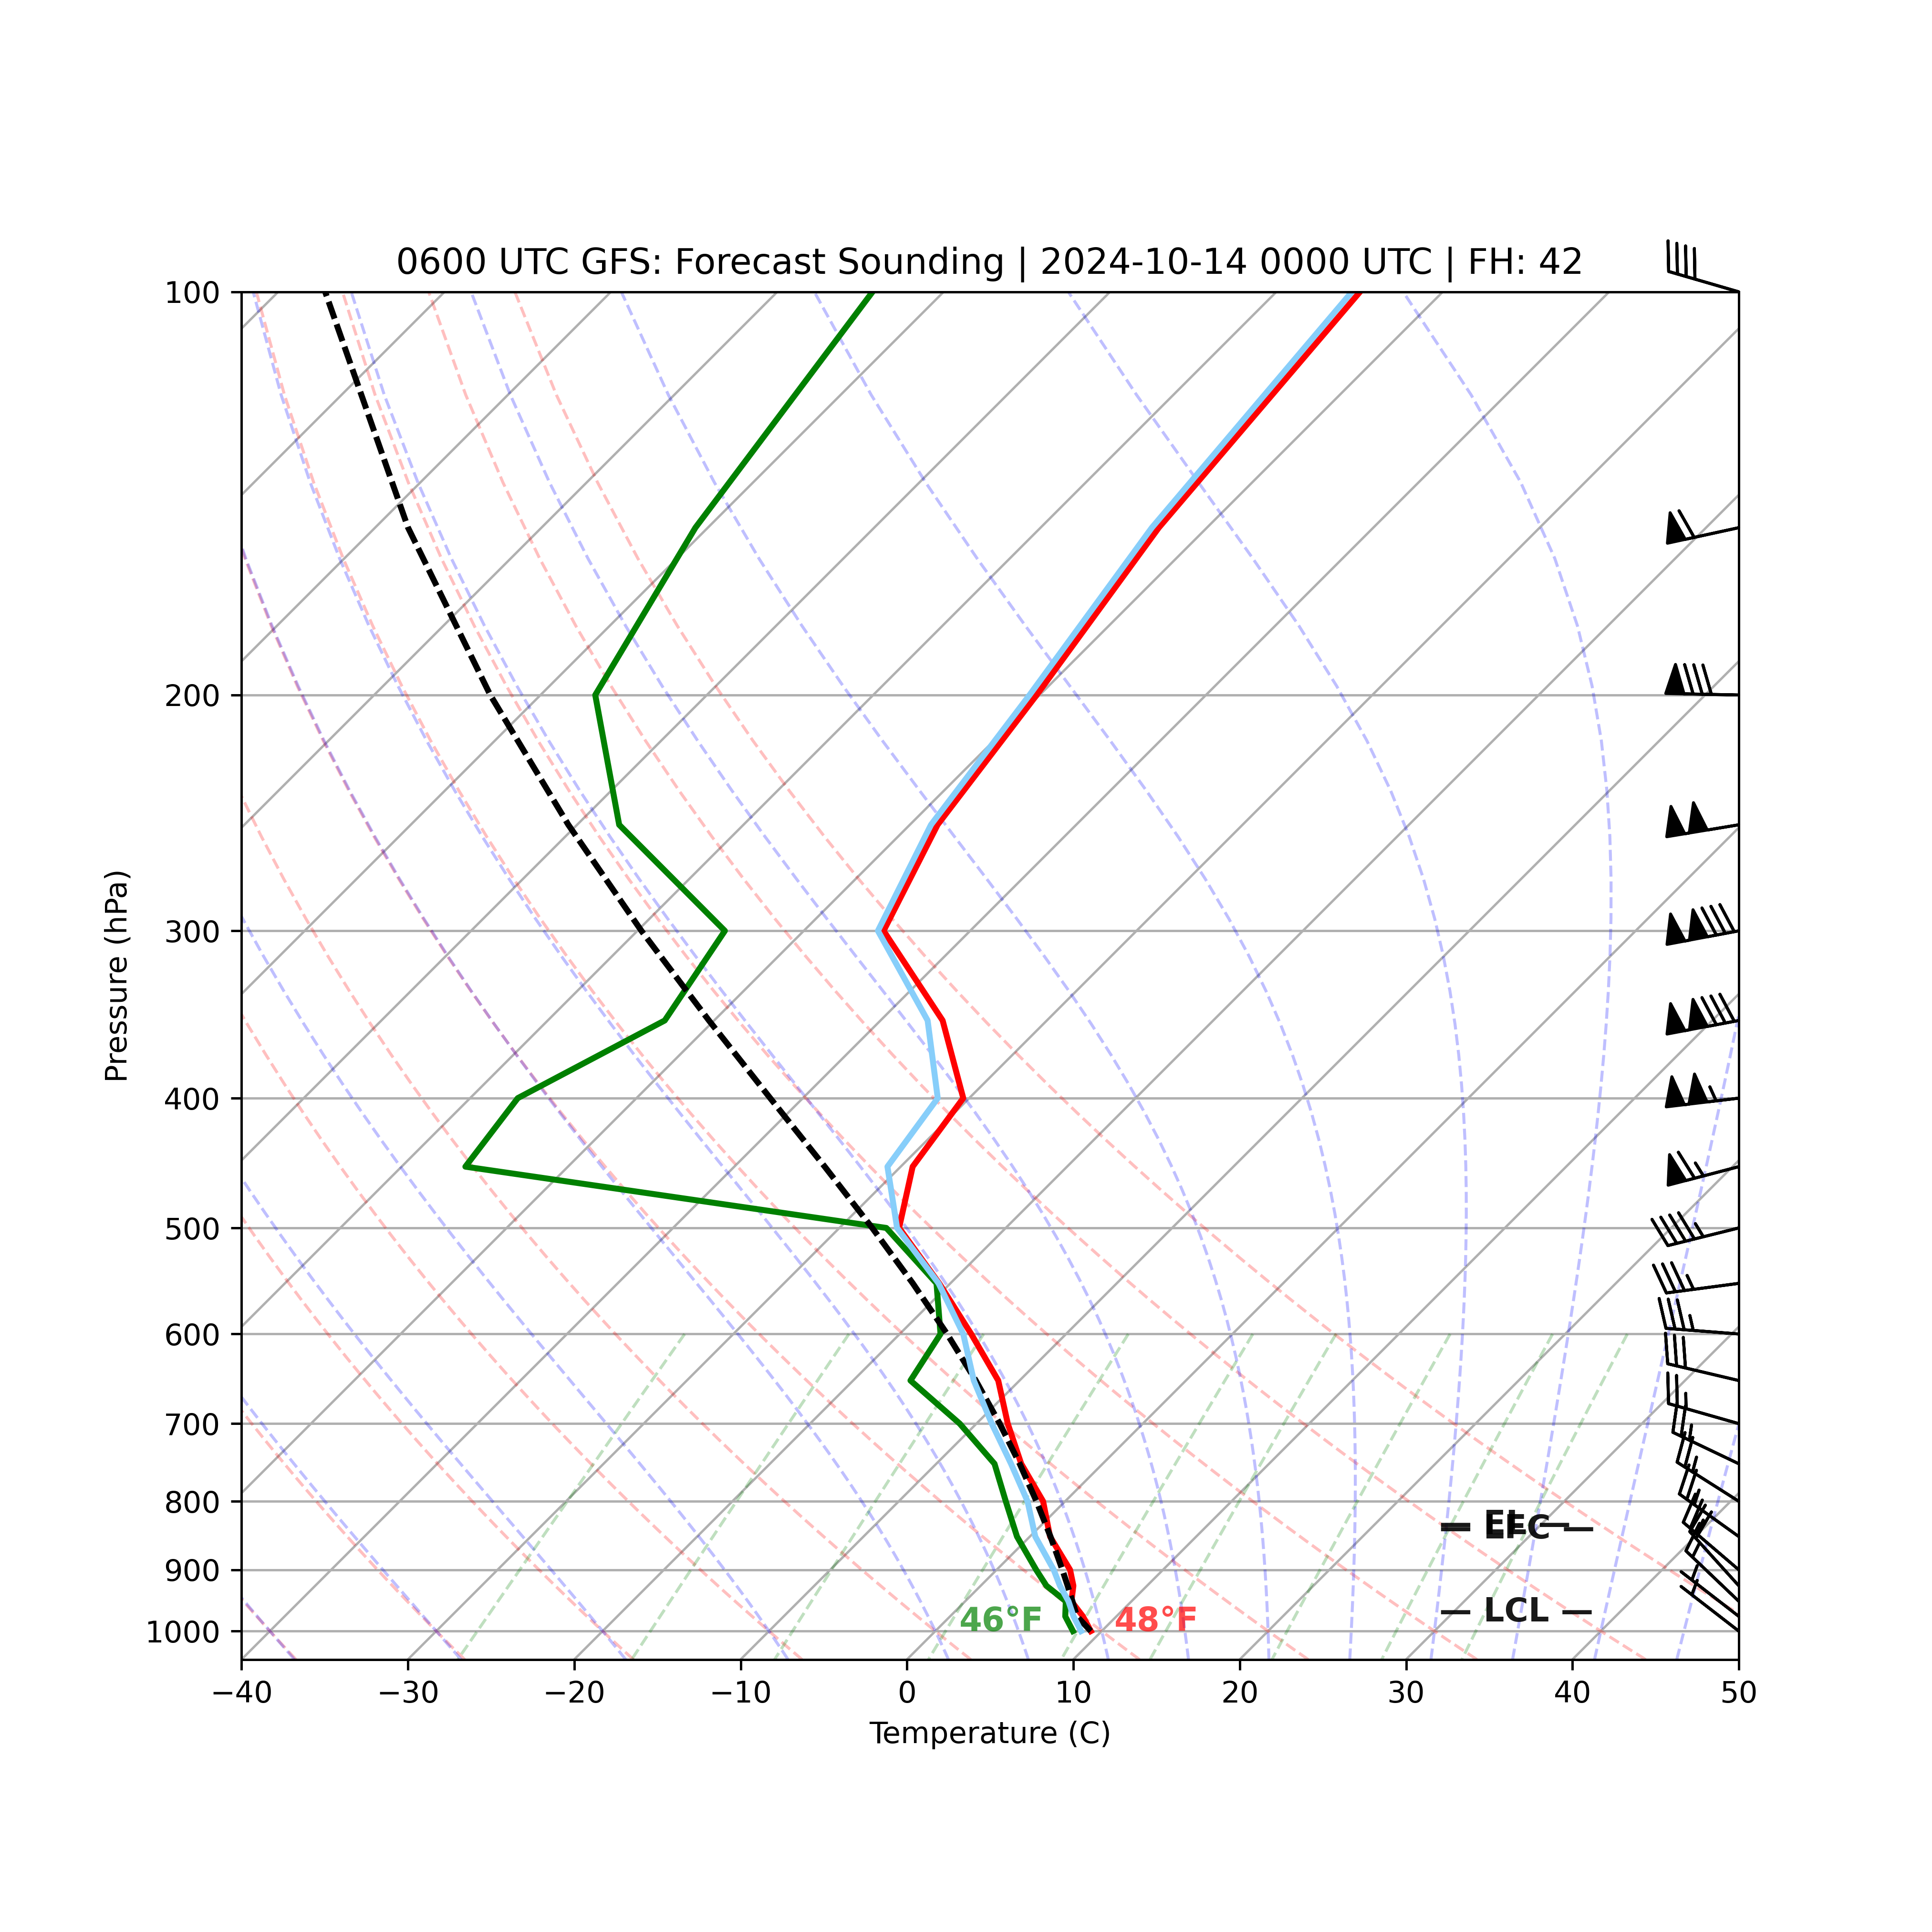 0600 UTC GFS: Forecast Sounding | 2024-10-14 0000 UTC | FH: 42
100
200
300
400
500
600
700
800
900
1000
Pressure (hPa)
— EL —
— LFC —
— LCL —
46°F 48°F
−40 −30 −20 −10 0 10 20 30 40 50
Temperature (C)